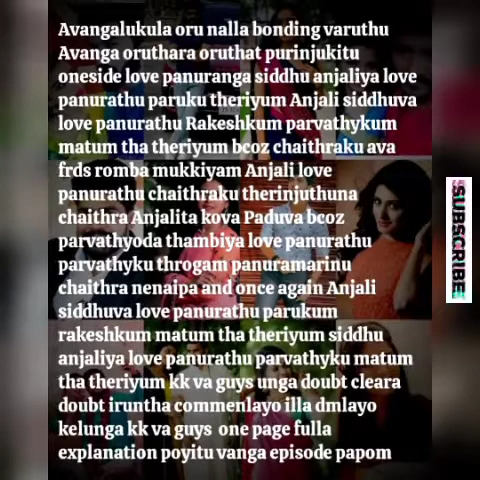 Avangalukula oru nalla bonding varuthu
Avanga oruthara oruthat purinjukitu
oneside love panuranga siddhu anjaliya love
panurathu paruku theriyum Anjali siddhuva
love panurathu Rakeshkum parvathykum
matum tha theriyum bcoz chaithraku ava
frds romba mukkiyam Anjali love
panurathu chaithraku therinjuthuna
chaithra Anjalita kova Paduva bcoz
parvathyoda thambiya love panurathu
parvathyku throgam panuramarinu
chaithra nenaipa and once again Anjali
siddhuva love panurathu parukum
rakeshkum matum tha theriyum siddhu
anjaliya love panurathu parvathyku matum
tha theriyum kk va guys unga doubt cleara
doubt iruntha commenlayo illa dmlayo
kelunga kk va guys one page fulla
explanation poyitu vanga episode papom
SUBSCRIBE